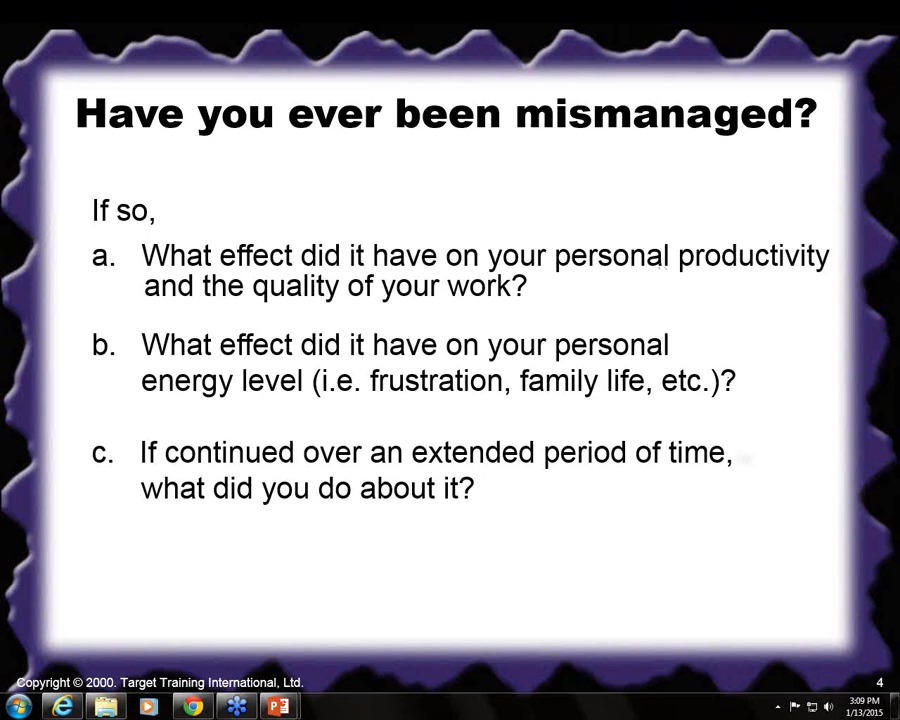 Have you ever been mismanaged?
If so,
a. What effect did it have on your personal productivity
and the quality of your work?
b. What effect did it have on your personal
energy level (i.e. frustration, family life, etc.)?
c. If continued over an extended period of time,
what did you do about it?
Copyright © 2000. Target Training International, Ltd.
4
3:09 PM
1/13/2015